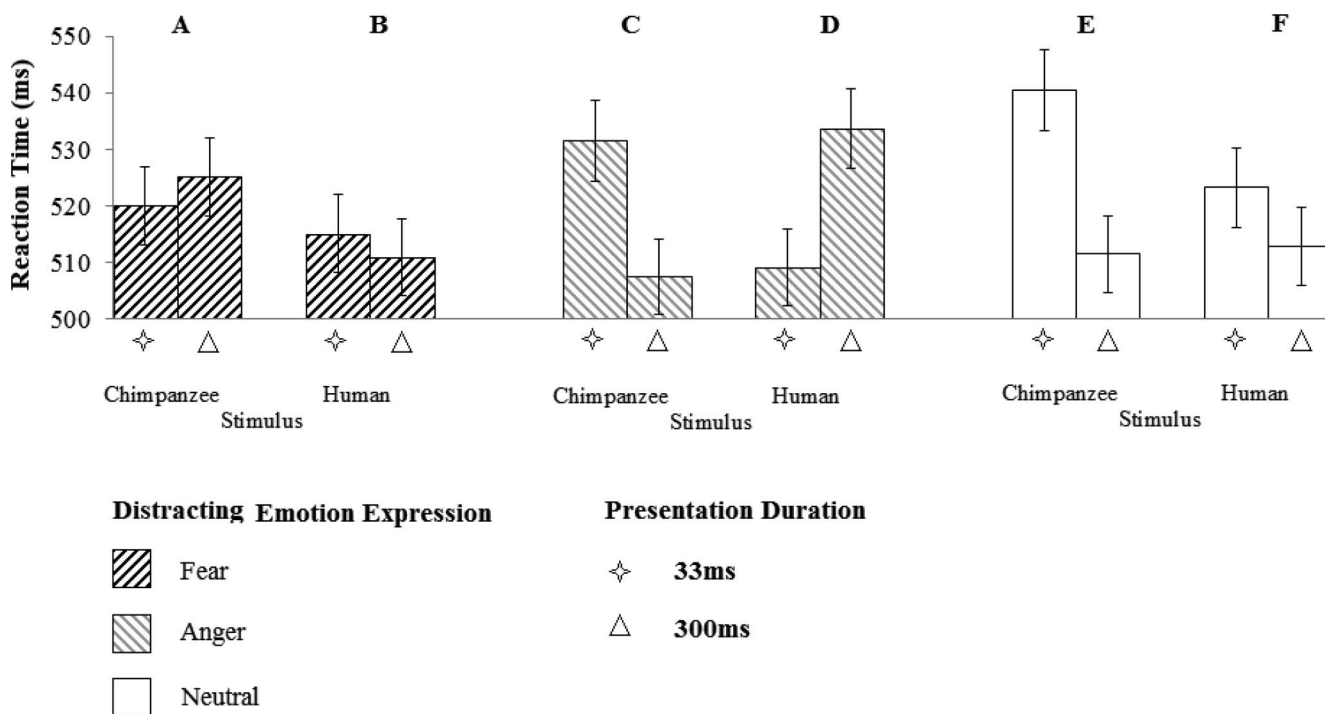 A B C D E F
Reaction Time (ms)
550
540
530
520
510
500
Chimpanzee Human Chimpanzee Human Chimpanzee Human
Stimulus Stimulus Stimulus
Distracting Emotion Expression
Fear
Anger
Neutral
Presentation Duration
33ms
300ms